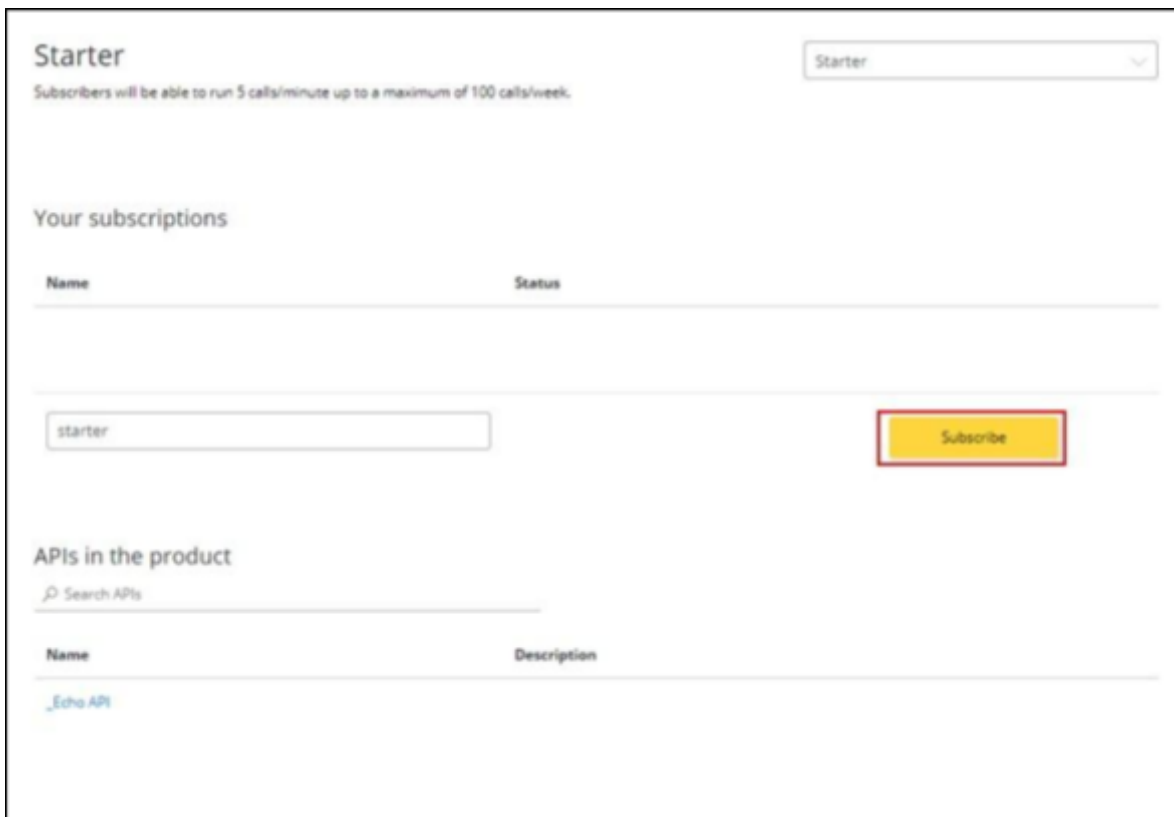 Starter
Starter
Subscribers will be able to run 5 calls/minute up to a maximum of 100 calls/week.
Your subscriptions
Name Status
starter Subscribe
APIs in the product
Search APIs
Name Description
_Echo API